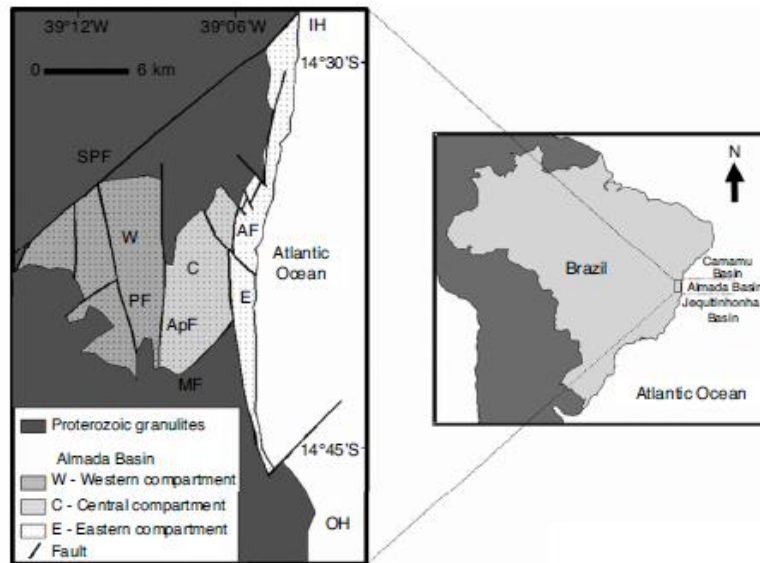 39°12'W
39°06'W
IH
14°30'S
0 6 km
SPF
W
AF
C
Atlantic
Ocean
E
PF
ApF
MF
14°45'S
OH
Proterozoic granulites
Almada Basin
W - Western compartment
C - Central compartment
E - Eastern compartment
Fault
N
Brazil
Camamu
Basin
Almada Basin
Jequitinhonha
Basin
Atlantic Ocean